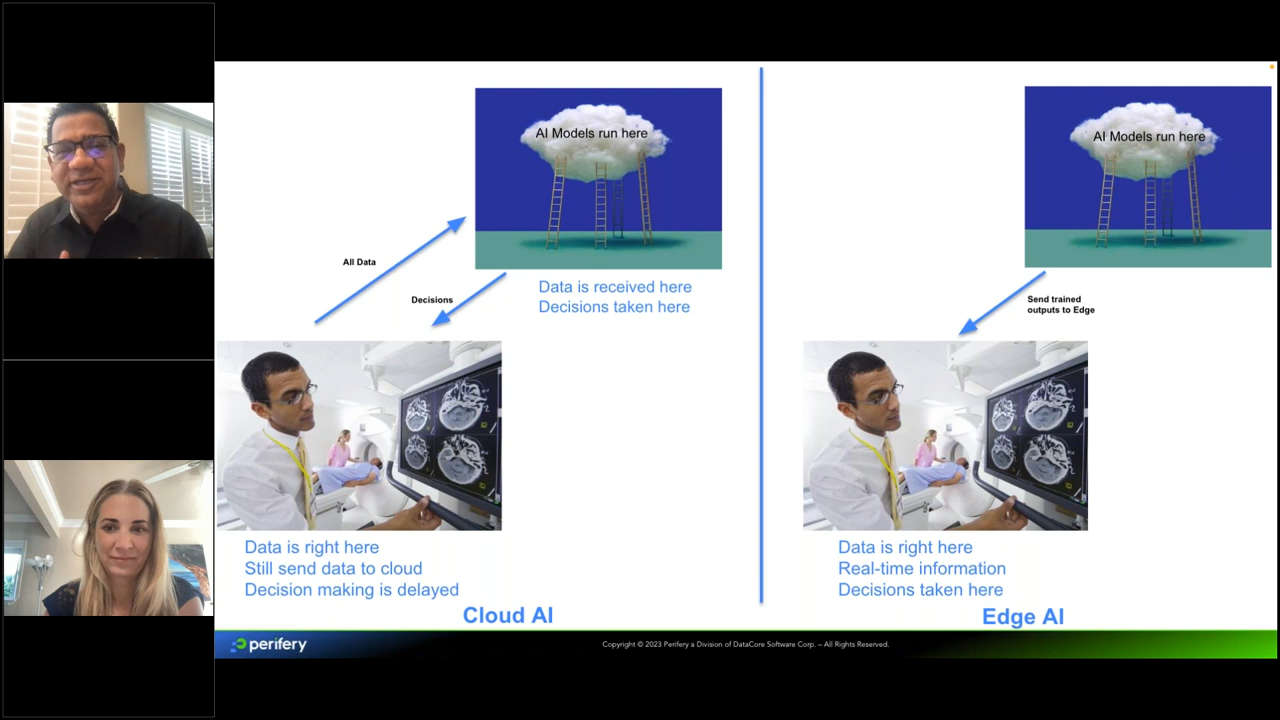 AI Models run here
All Data
Decisions
Data is received here
Decisions taken here
Data is right here
Still send data to cloud
Decision making is delayed
Cloud AI
AI Models run here
Send trained
outputs to Edge
Data is right here
Real-time information
Decisions taken here
Edge AI
perifery
Copyright © 2023 Perifery a Division of DataCore Software Corp. – All Rights Reserved.